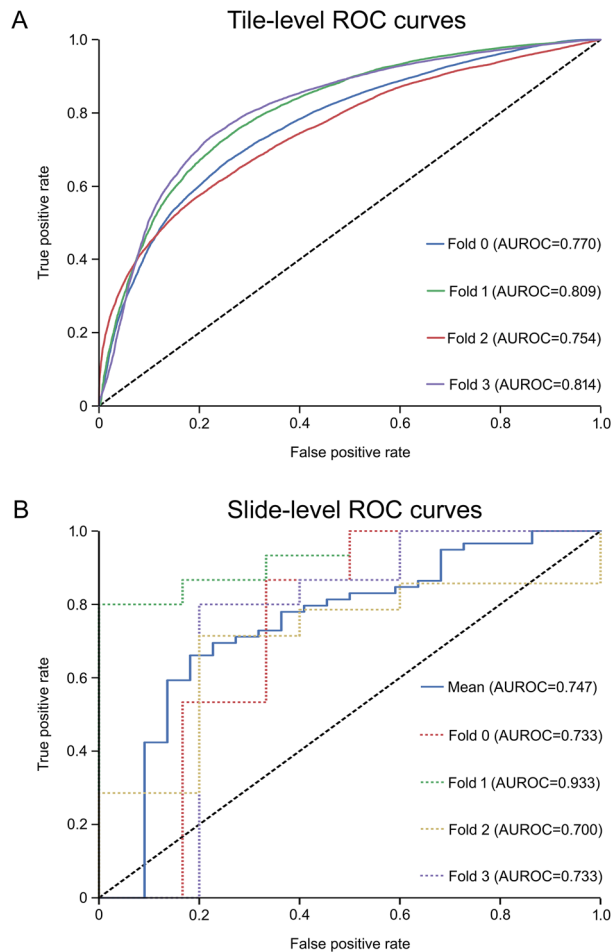 A
Tile-level ROC curves
1.0
0.8
0.6
0.4
0.2
0
True positive rate
Fold 0 (AUROC=0.770)
Fold 1 (AUROC=0.809)
Fold 2 (AUROC=0.754)
Fold 3 (AUROC=0.814)
0 0.2 0.4 0.6 0.8 1.0
False positive rate
B
Slide-level ROC curves
1.0
0.8
0.6
0.4
0.2
0
True positive rate
Mean (AUROC=0.747)
Fold 0 (AUROC=0.733)
Fold 1 (AUROC=0.933)
Fold 2 (AUROC=0.700)
Fold 3 (AUROC=0.733)
0 0.2 0.4 0.6 0.8 1.0
False positive rate